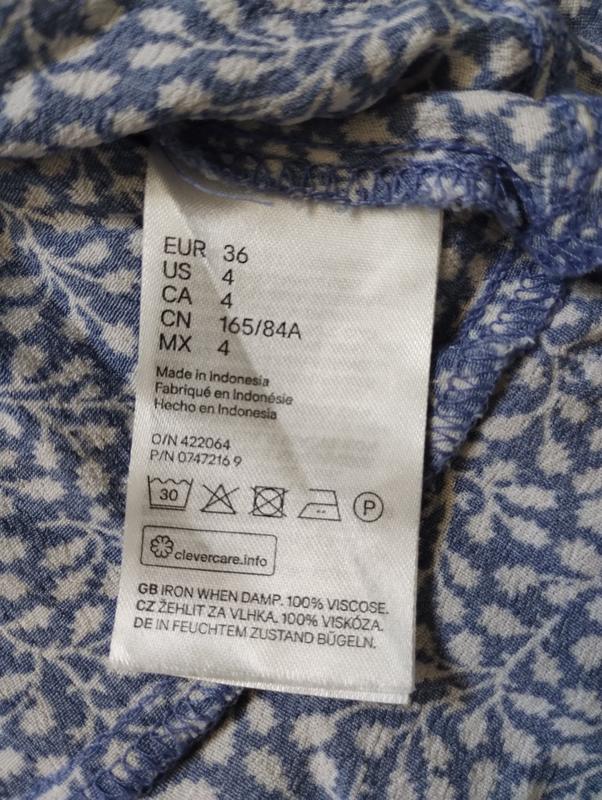 EUR 36
US 4
CA 4
CN 165/84A
MX 4
Made in Indonesia
Fabriqué en Indonésie
Hecho en Indonesia
O/N 422064
P/N 0747216 9
30 P
clevercare.info
GB IRON WHEN DAMP. 100% VISCOSE.
CZ ŽEHLIT ZA VLHKA. 100% VISKÓZA.
DE IN FEUCHTEM ZUSTAND BÜGELN.